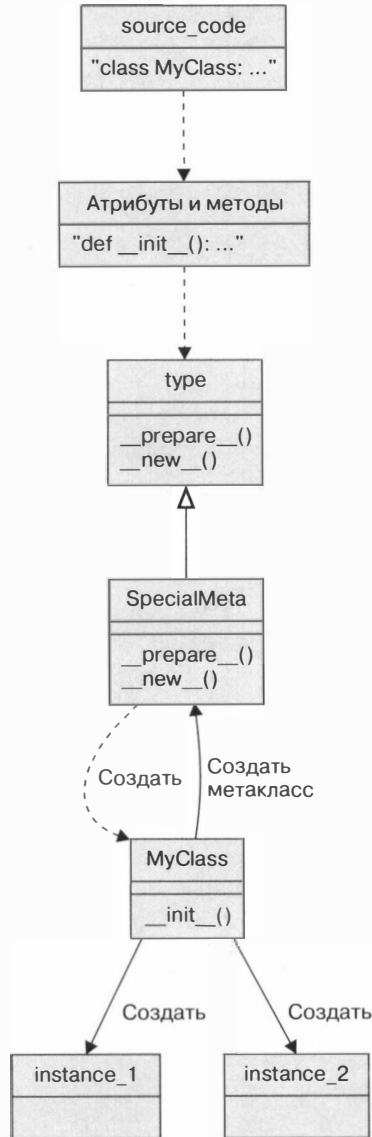 source_code
"class MyClass: ..."
Атрибуты и методы
"def __init__(): ..."
type
__prepare__()
__new__()
SpecialMeta
__prepare__()
__new__()
Создать
Создать
метакласс
MyClass
__init__()
Создать
Создать
instance_1
instance_2